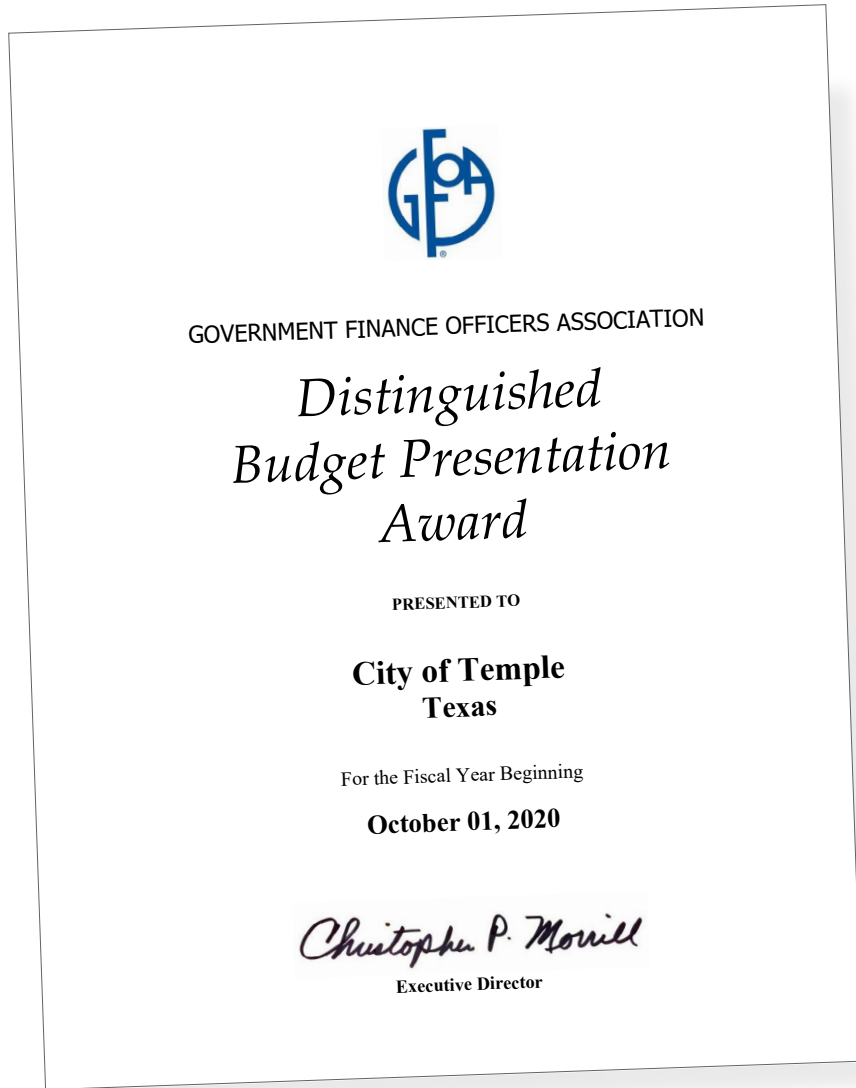 GFOA
®
GOVERNMENT FINANCE OFFICERS ASSOCIATION
Distinguished
Budget Presentation
Award
PRESENTED TO
City of Temple
Texas
For the Fiscal Year Beginning
October 01, 2020
Christopher P. Morrill
Executive Director